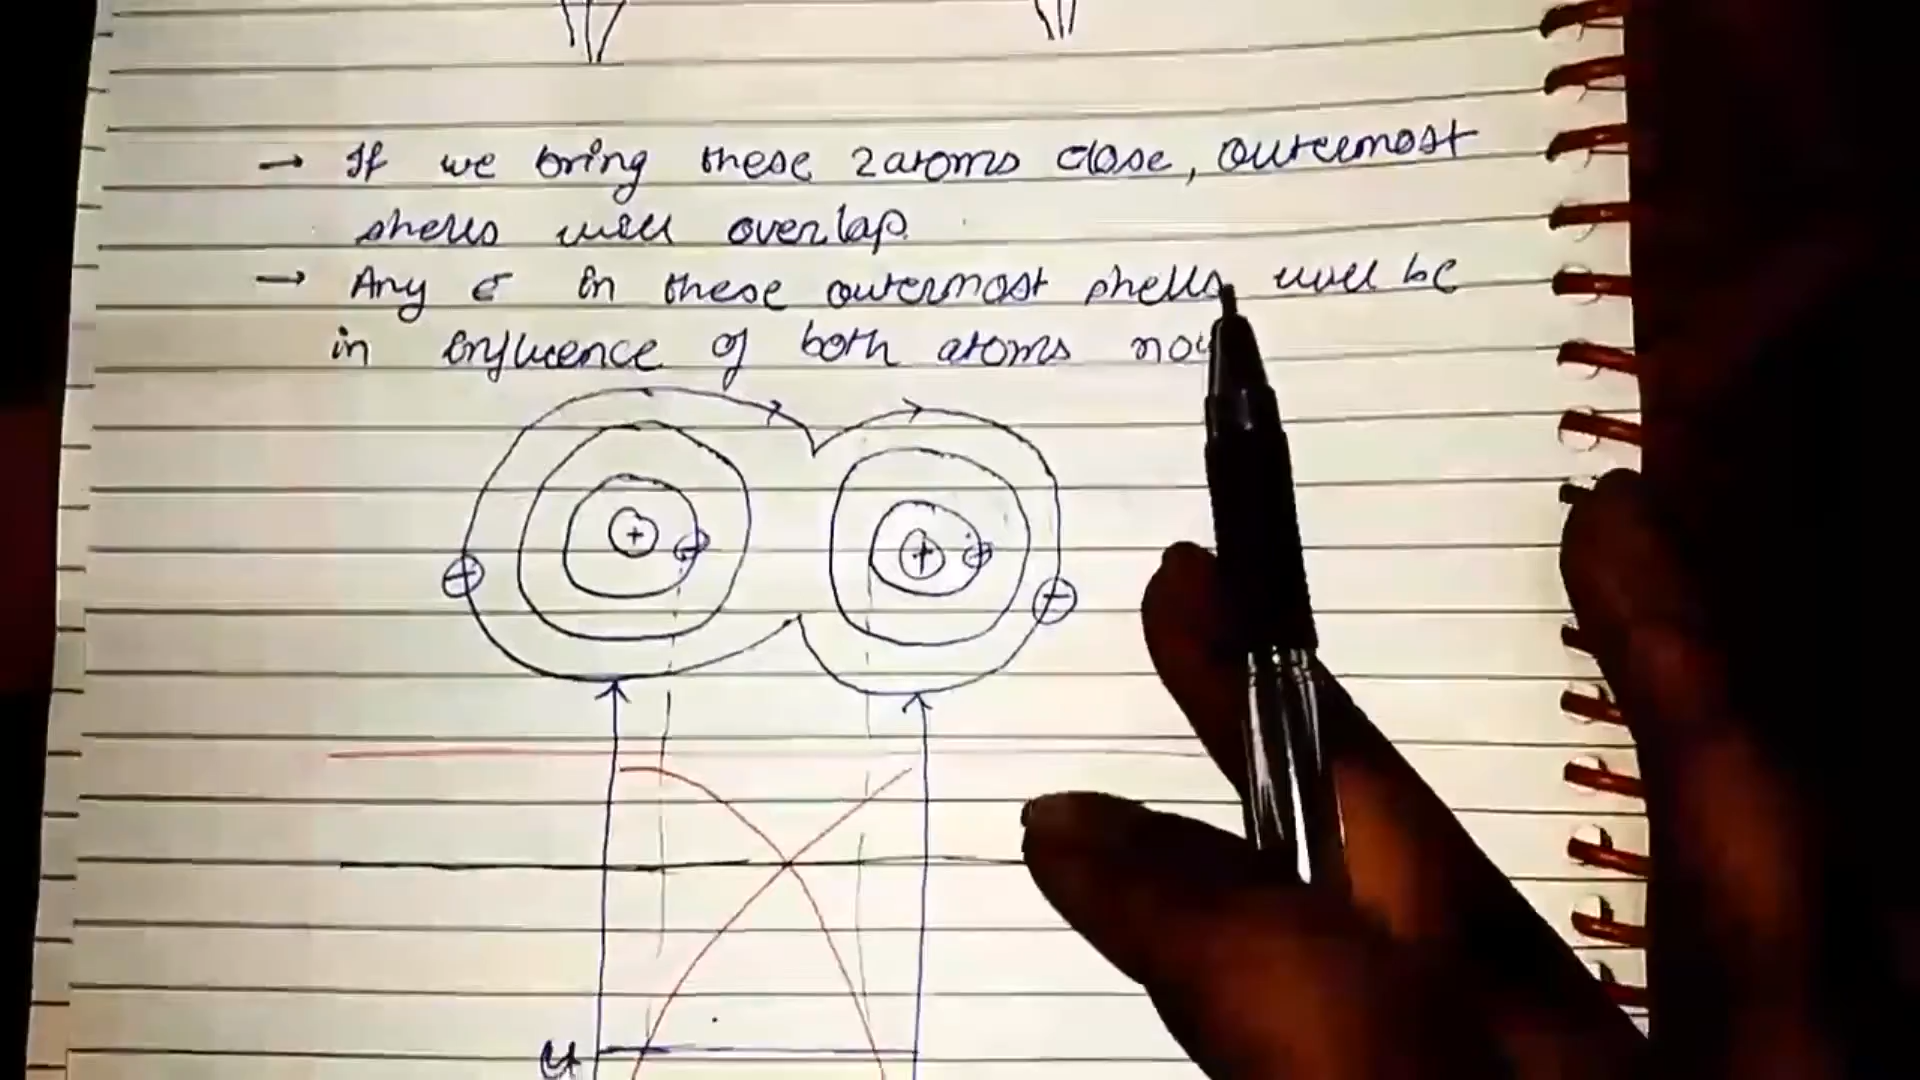 → If we bring these 2 atoms close, outermost
shells will overlap.
→ Any e⁻ in these outermost shells will be
in influence of both atoms now
+
+